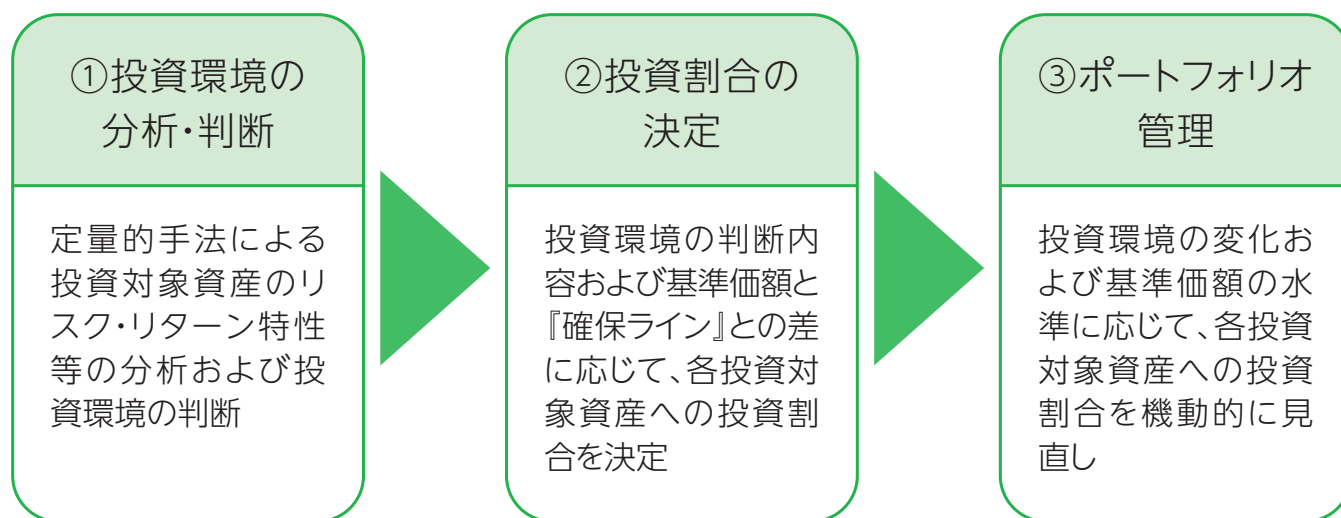 ①投資環境の
分析・判断
定量的手法による
投資対象資産のリ
スク・リターン特性
等の分析および投
資環境の判断
②投資割合の
決定
投資環境の判断内
容および基準価額と
『確保ライン』との差
に応じて、各投資対
象資産への投資割
合を決定
③ポートフォリオ
管理
投資環境の変化お
よび基準価額の水
準に応じて、各投資
対象資産への投資
割合を機動的に見
直し